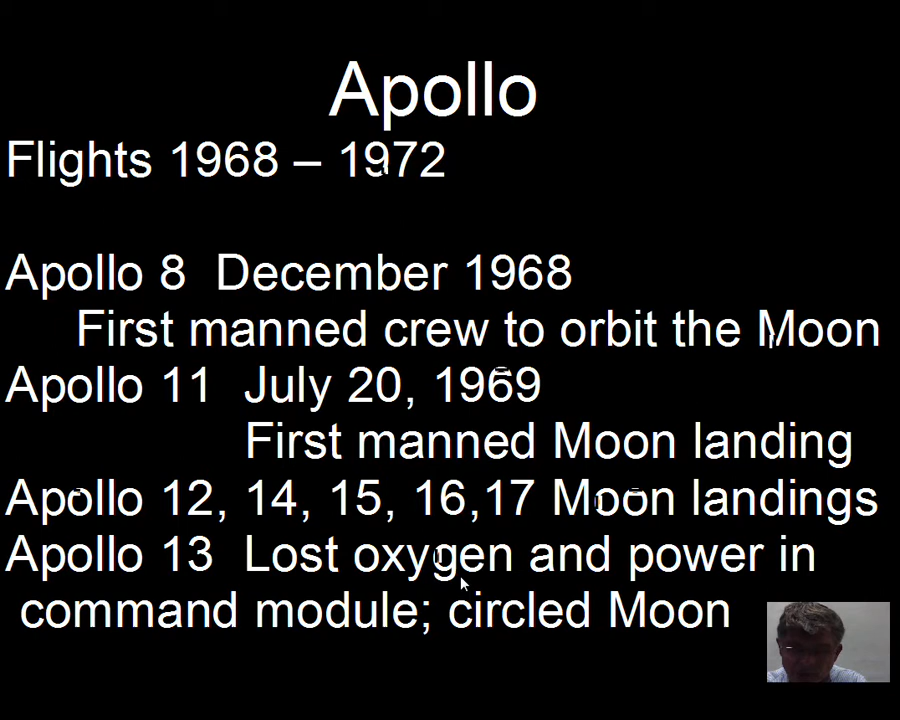 Apollo
Flights 1968 – 1972
Apollo 8 December 1968
First manned crew to orbit the Moon
Apollo 11 July 20, 1969
First manned Moon landing
Apollo 12, 14, 15, 16,17 Moon landings
Apollo 13 Lost oxygen and power in
command module; circled Moon